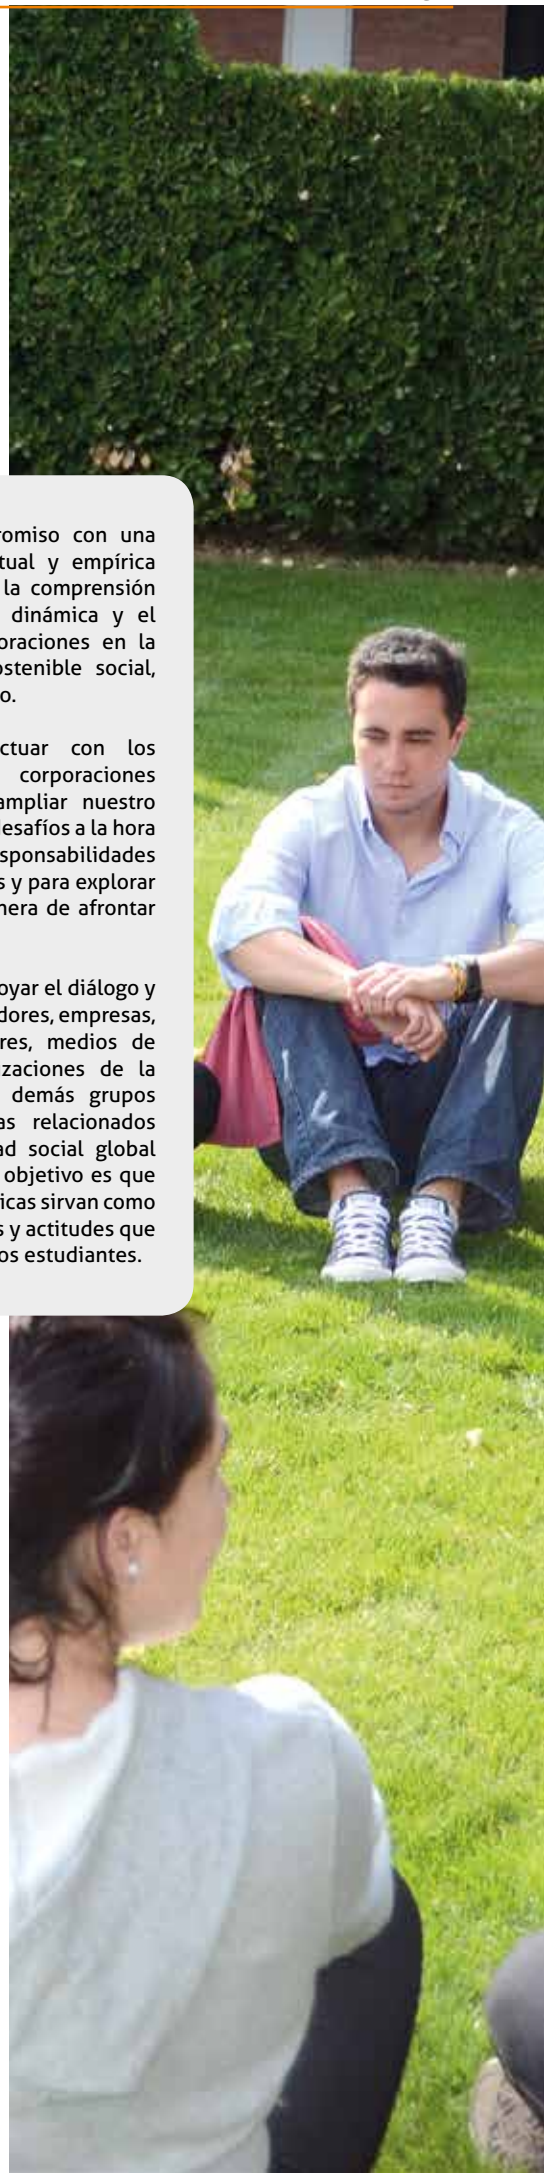 romiso con una
tual y empírica
la comprensión
dinámica y el
oraciones en la
ostenible social,
o.
ctuar con los
corporaciones
ampliar nuestro
desafíos a la hora
sponsabilidades
s y para explorar
nera de afrontar
oyar el diálogo y
dores, empresas,
res, medios de
izaciones de la
demás grupos
as relacionados
ad social global
objetivo es que
icas sirvan como
s y actitudes que
os estudiantes.